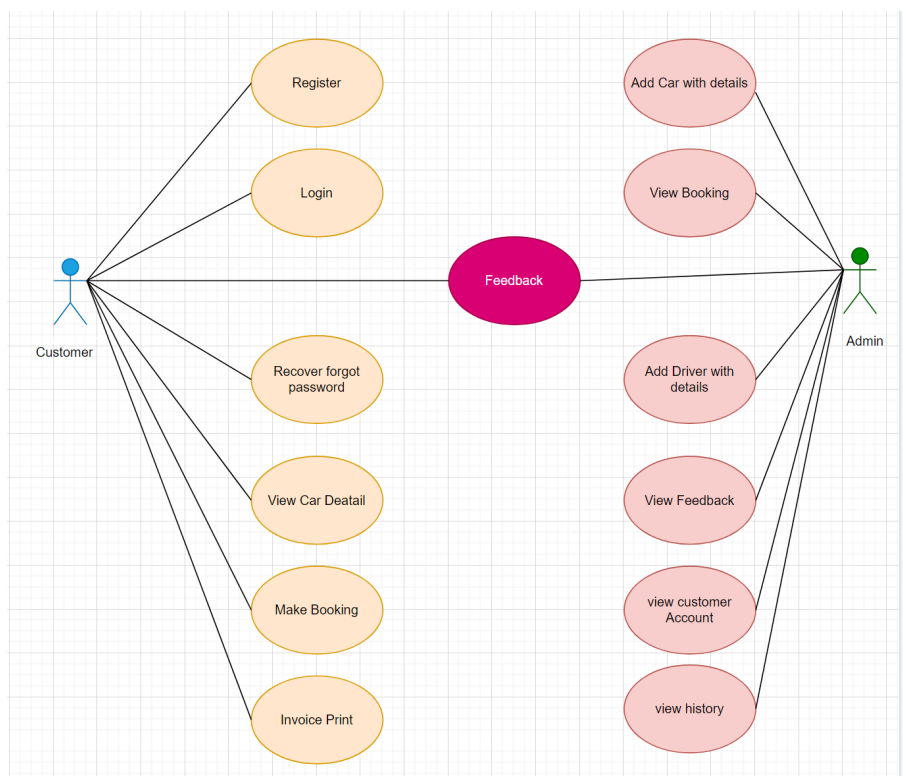 Register
Add Car with details
Login
View Booking
Feedback
Customer
Admin
Recover forgot
password
Add Driver with
details
View Car Deatail
View Feedback
Make Booking
view customer
Account
Invoice Print
view history